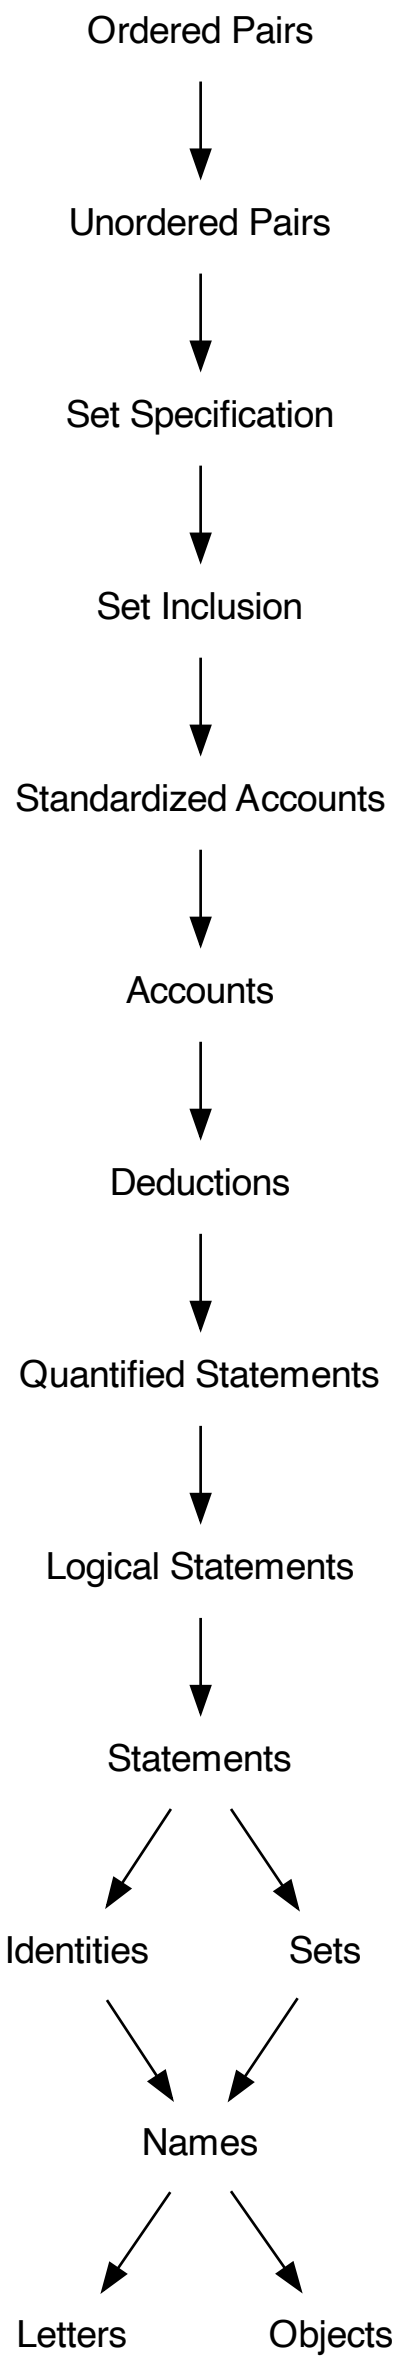 Ordered Pairs
Unordered Pairs
Set Specification
Set Inclusion
Standardized Accounts
Accounts
Deductions
Quantified Statements
Logical Statements
Statements
Identities
Sets
Names
Letters
Objects